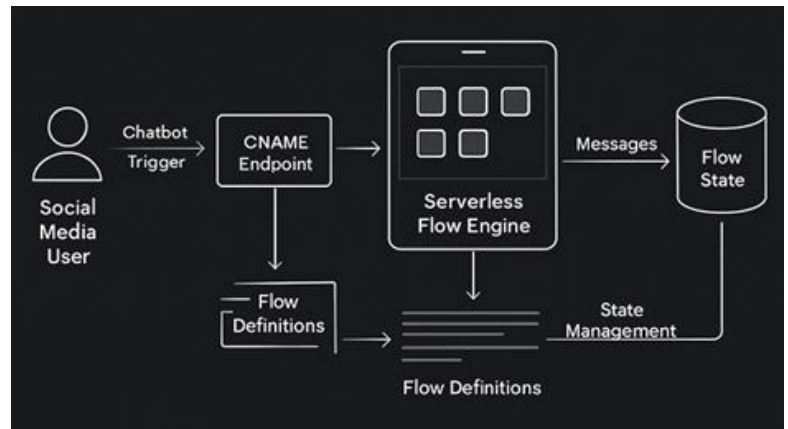 Social
Media
User
Chatbot
Trigger
CNAME
Endpoint
Serverless
Flow Engine
Messages
Flow
State
Flow
Definitions
Flow Definitions
State
Management